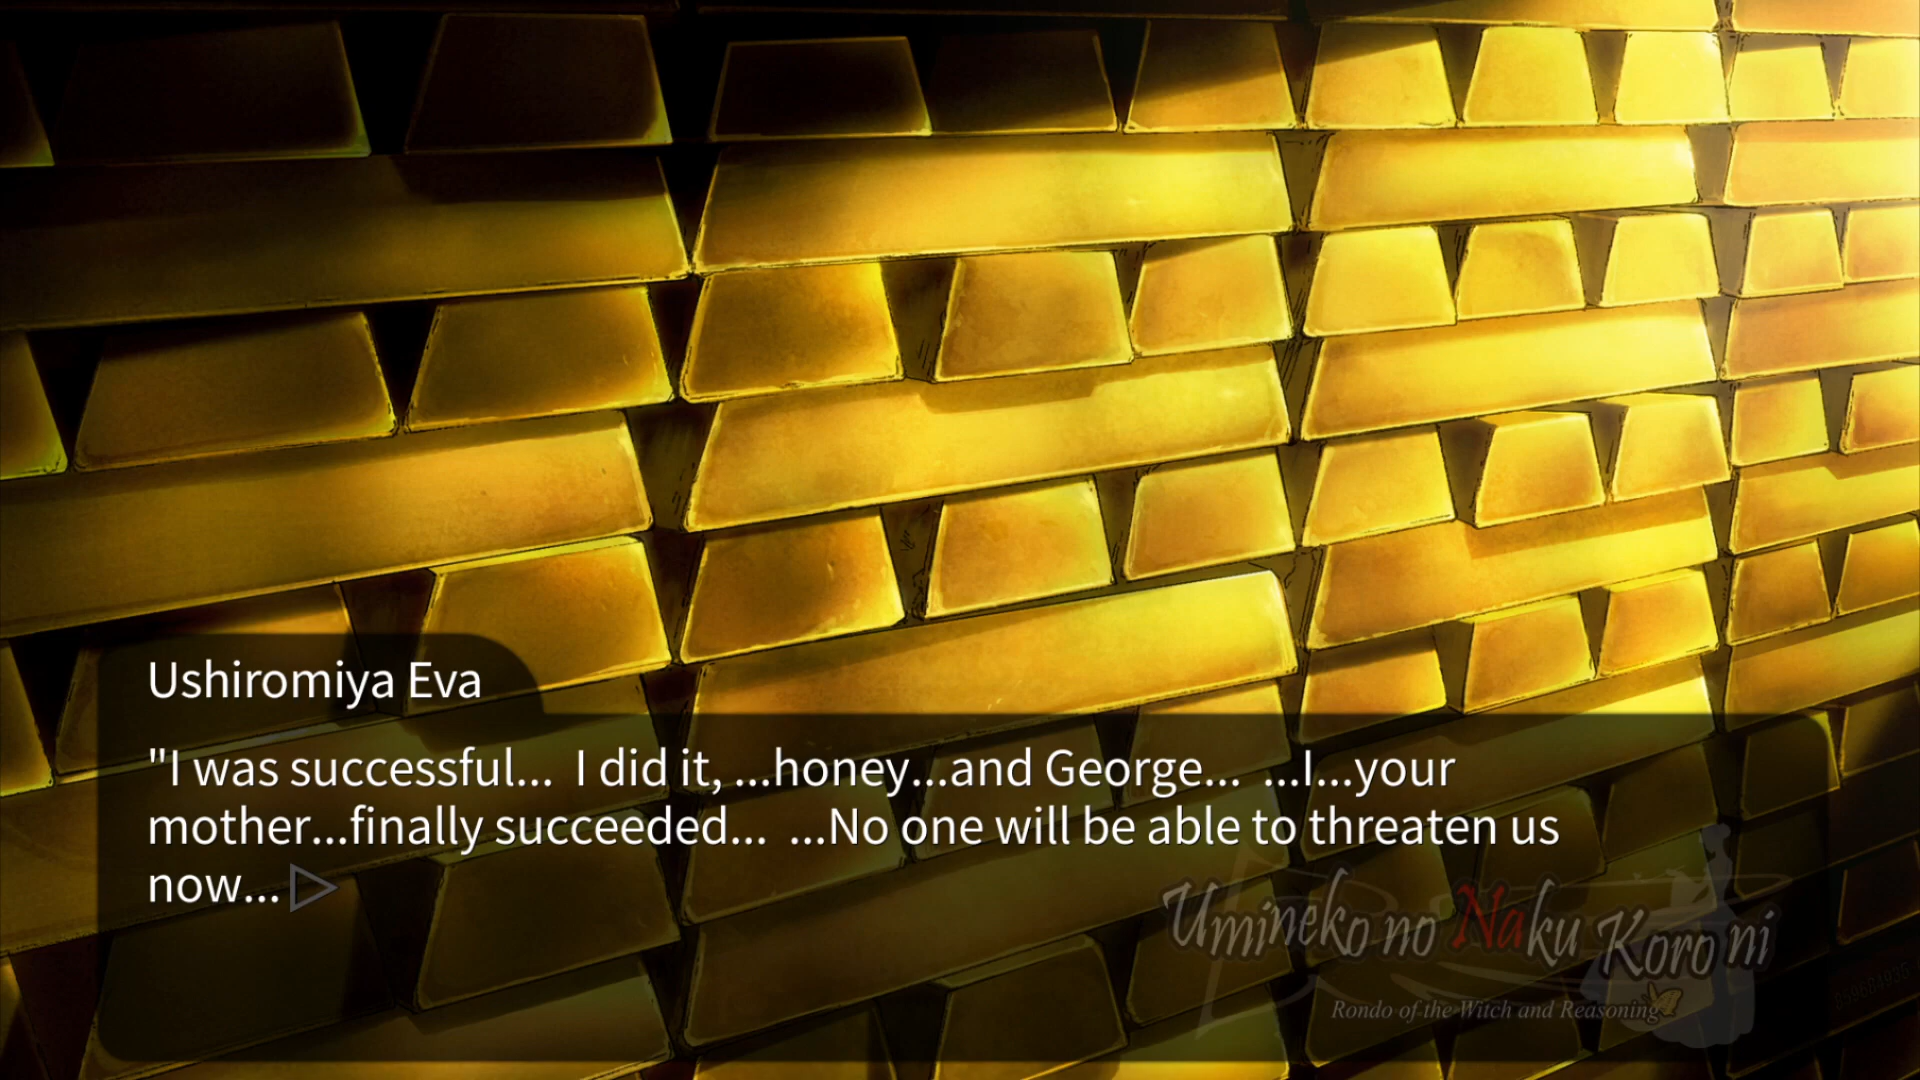 Ushiromiya Eva
"I was successful... I did it, ...honey...and George... ...I...your
mother...finally succeeded... ...No one will be able to threaten us
now...
Umineko no Naku Koro ni
Rondo of the Witch and Reasoning